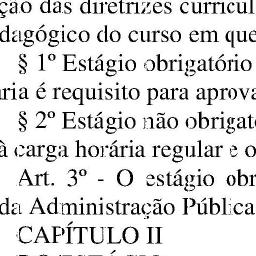 ção das diretrizes curricul
dagógico do curso em que
§ 1º Estágio obrigatório
ria é requisito para aprova
§ 2º Estágio não obrigat
à carga horária regular e o
Art. 3º - O estágio obr
da Administração Pública
CAPÍTULO II